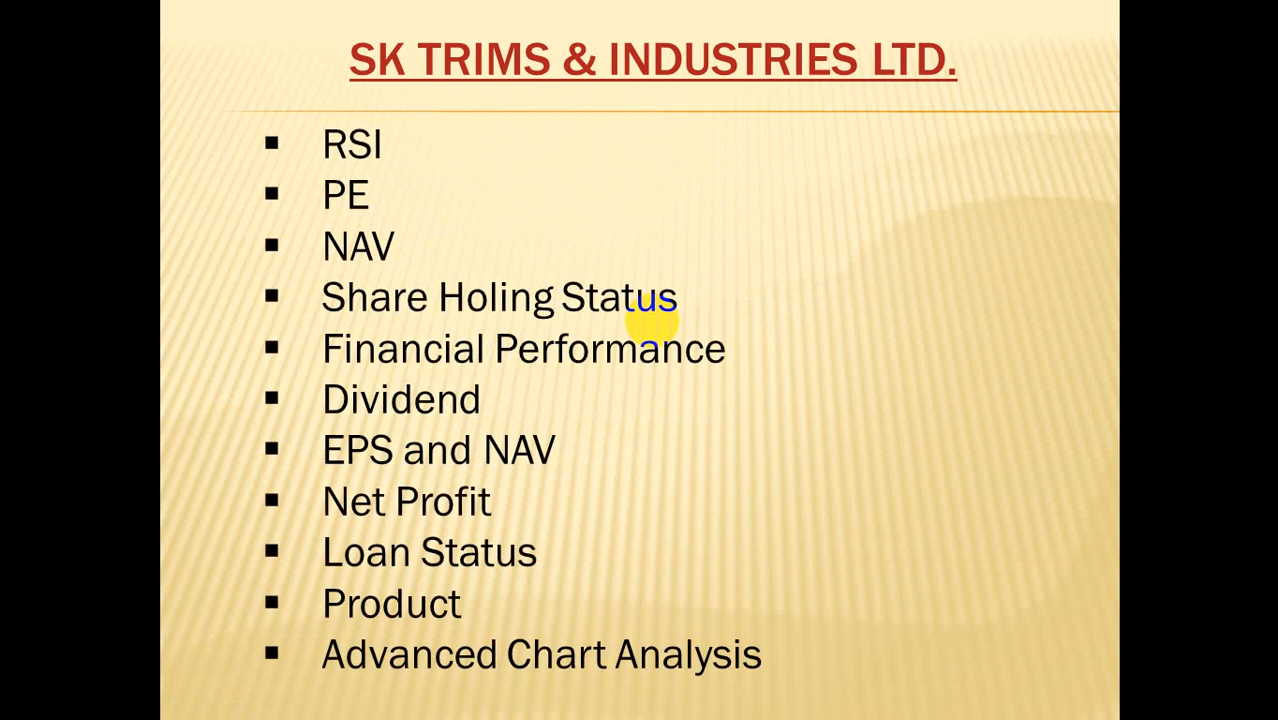 SK TRIMS & INDUSTRIES LTD.
▪ RSI
▪ PE
▪ NAV
▪ Share Holing Status
▪ Financial Performance
▪ Dividend
▪ EPS and NAV
▪ Net Profit
▪ Loan Status
▪ Product
▪ Advanced Chart Analysis